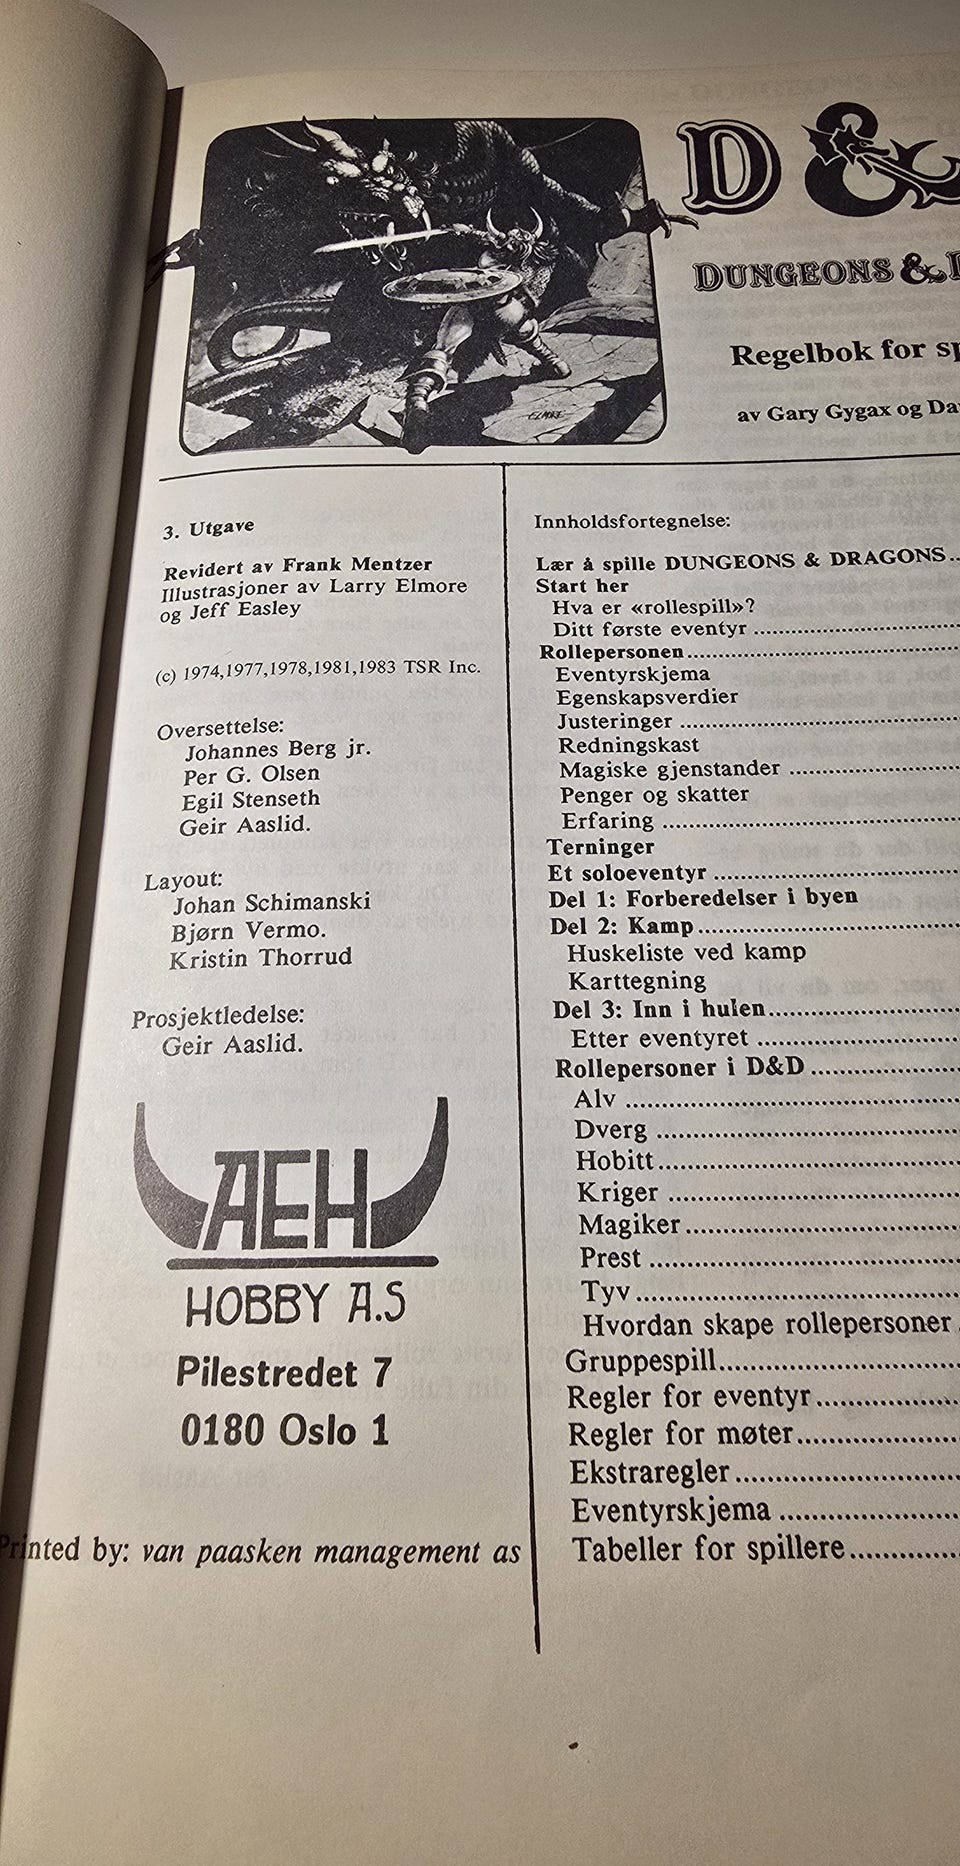 D &
DUNGEONS &
Regelbok for
av Gary Gygax og
ELMORE
3. Utgave
Revidert av Frank Mentzer
Illustrasjoner av Larry Elmore
og Jeff Easley
(c) 1974,1977,1978,1981,1983 TSR Inc.
Oversettelse:
Johannes Berg jr.
Per G. Olsen
Egil Stenseth
Geir Aaslid.
Layout:
Johan Schimanski
Bjørn Vermo.
Kristin Thorrud
Prosjektledelse:
Geir Aaslid.
AEH
HOBBY A.S
Pilestredet 7
0180 Oslo 1
Printed by: van paasken management as
Innholdsfortegnelse:
Lær å spille DUNGEONS & DRAGONS..
Start her
Hva er «rollespill»?
Ditt første eventyr ..............................
Rollepersonen........................................
Eventyrskjema
Egenskapsverdier
Justeringer ........................................
Redningskast
Magiske gjenstander ........................
Penger og skatter
Erfaring ............................................
Terninger
Et soloeventyr ....................................
Del 1: Forberedelser i byen
Del 2: Kamp........................................
Huskeliste ved kamp
Karttegning
Del 3: Inn i hulen..............................
Etter eventyret ................................
Rollepersoner i D&D ........................
Alv ..................................................
Dverg ..............................................
Hobitt..............................................
Kriger ..............................................
Magiker............................................
Prest ................................................
Tyv..................................................
Hvordan skape rollepersoner .
Gruppespill........................................
Regler for eventyr..........................
Regler for møter............................
Ekstraregler....................................
Eventyrskjema ..............................
Tabeller for spillere......................